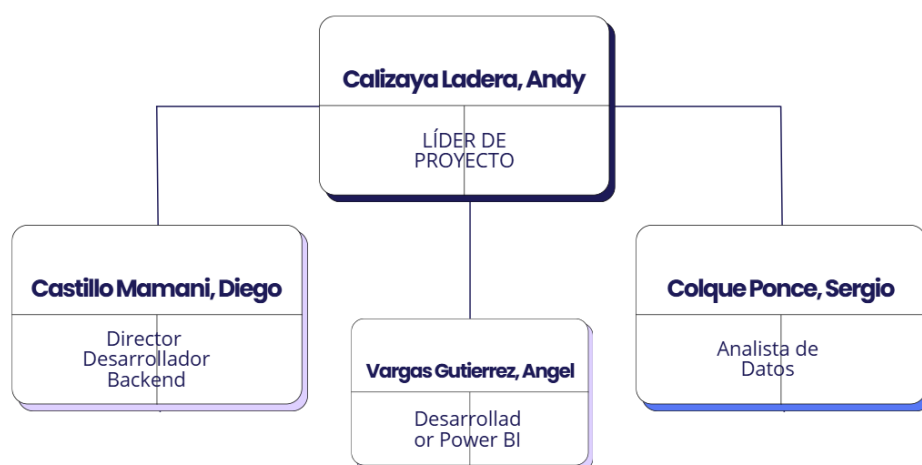 Calizaya Ladera, Andy
LÍDER DE
PROYECTO
Castillo Mamani, Diego
Director
Desarrollador
Backend
Vargas Gutierrez, Angel
Desarrollad
or Power BI
Colque Ponce, Sergio
Analista de
Datos